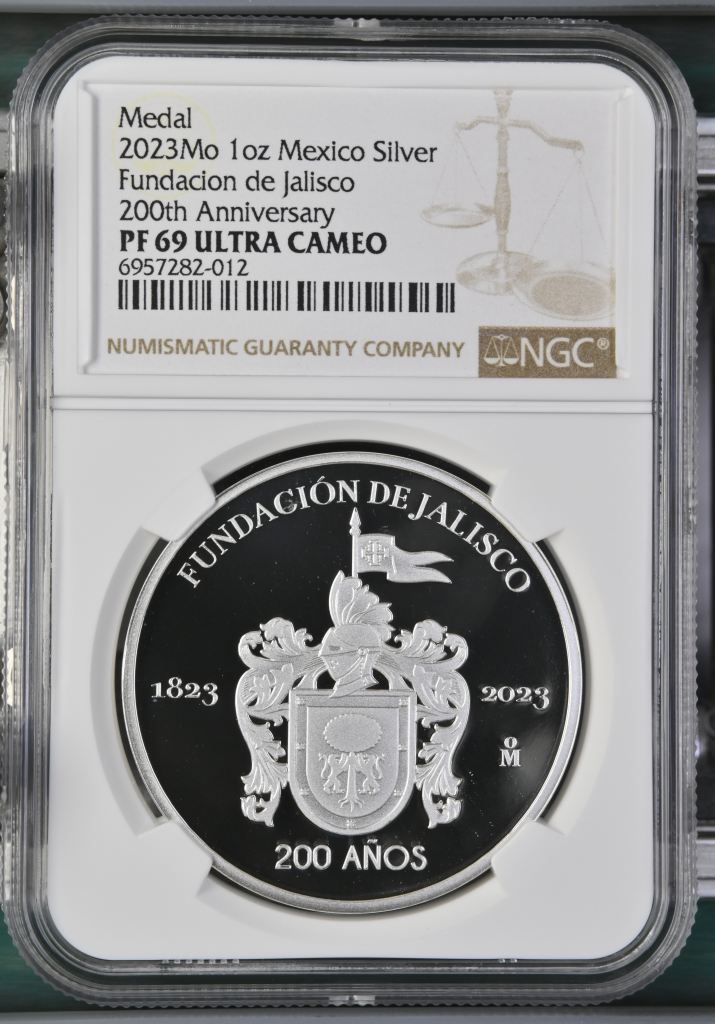 Medal
2023Mo 1oz Mexico Silver
Fundacion de Jalisco
200th Anniversary
PF 69 ULTRA CAMEO
6957282-012
NUMISMATIC GUARANTY COMPANY
NGC®
FUNDACIÓN DE JALISCO
1823
2023
oM
200 AÑOS